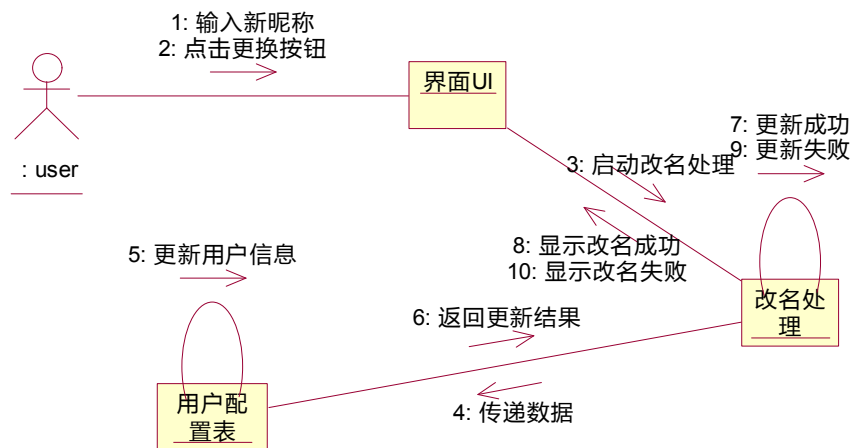 1: 输入新昵称
2: 点击更换按钮
界面UI
: user
7: 更新成功
9: 更新失败
3: 启动改名处理
8: 显示改名成功
10: 显示改名失败
5: 更新用户信息
改名处
理
6: 返回更新结果
4: 传递数据
用户配
置表